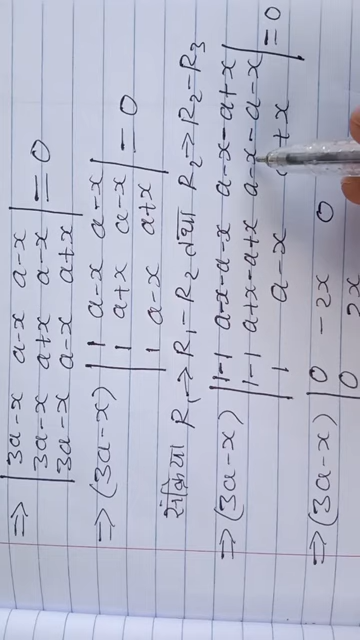 ⇒ | 3a-x a-x a-x |
| 3a-x a+x a-x | = 0
| 3a-x a-x a+x |
⇒ (3a-x) | 1 a-x a-x |
| 1 a+x a-x | = 0
| 1 a-x a+x |
संक्रिया R₁→R₁-R₂ तथा R₂→R₂-R₃
⇒ (3a-x) | 1-1 a-x-a-x a-x-a+x |
| 1-1 a+x-a+x a-x-a-x | = 0
| 1 a-x +x |
⇒ (3a-x) | 0 -2x 0
0 2x